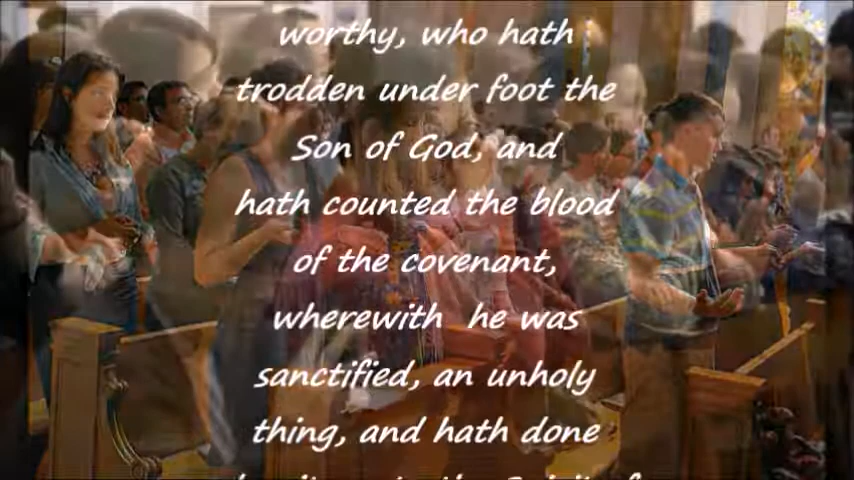 worthy, who hath
trodden under foot the
Son of God, and
hath counted the blood
of the covenant,
wherewith he was
sanctified, an unholy
thing, and hath done